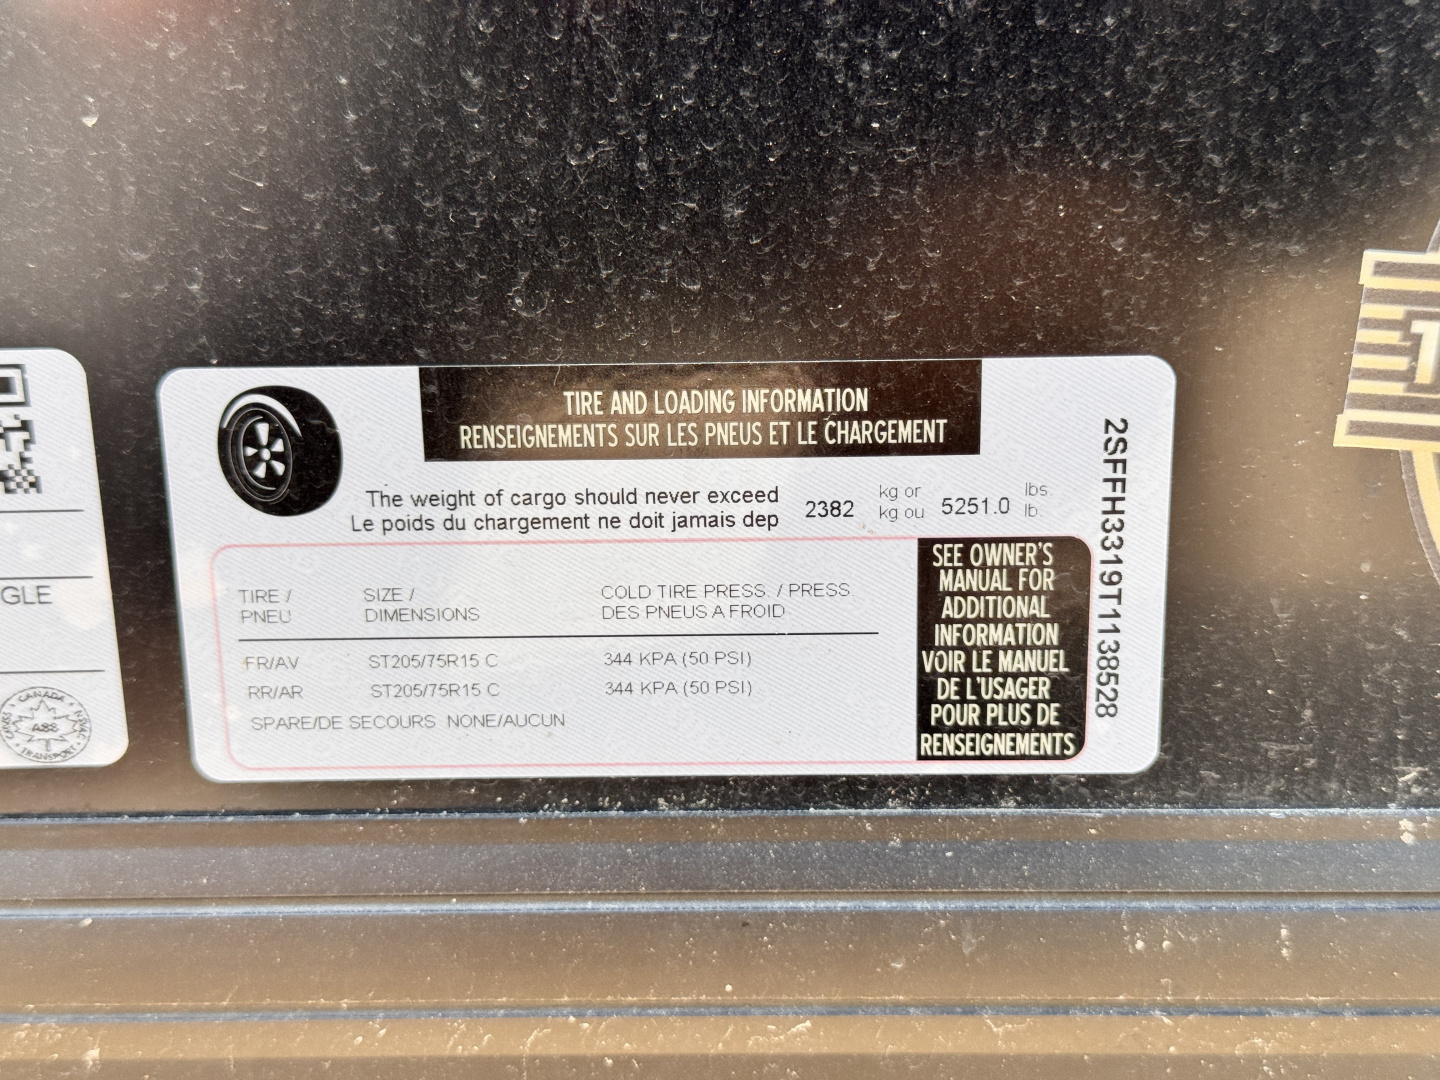 GLE
CANADA
A88
TRANSPORT
TIRE AND LOADING INFORMATION
RENSEIGNEMENTS SUR LES PNEUS ET LE CHARGEMENT
The weight of cargo should never exceed 2382 kg or 5251.0 lbs.
Le poids du chargement ne doit jamais dep kg ou lb.
TIRE / SIZE / COLD TIRE PRESS. / PRESS.
PNEU DIMENSIONS DES PNEUS A FROID
FR/AV ST205/75R15 C 344 KPA (50 PSI)
RR/AR ST205/75R15 C 344 KPA (50 PSI)
SPARE/DE SECOURS NONE/AUCUN
SEE OWNER'S
MANUAL FOR
ADDITIONAL
INFORMATION
VOIR LE MANUEL
DE L'USAGER
POUR PLUS DE
RENSEIGNEMENTS
2SFFH3319T1138528